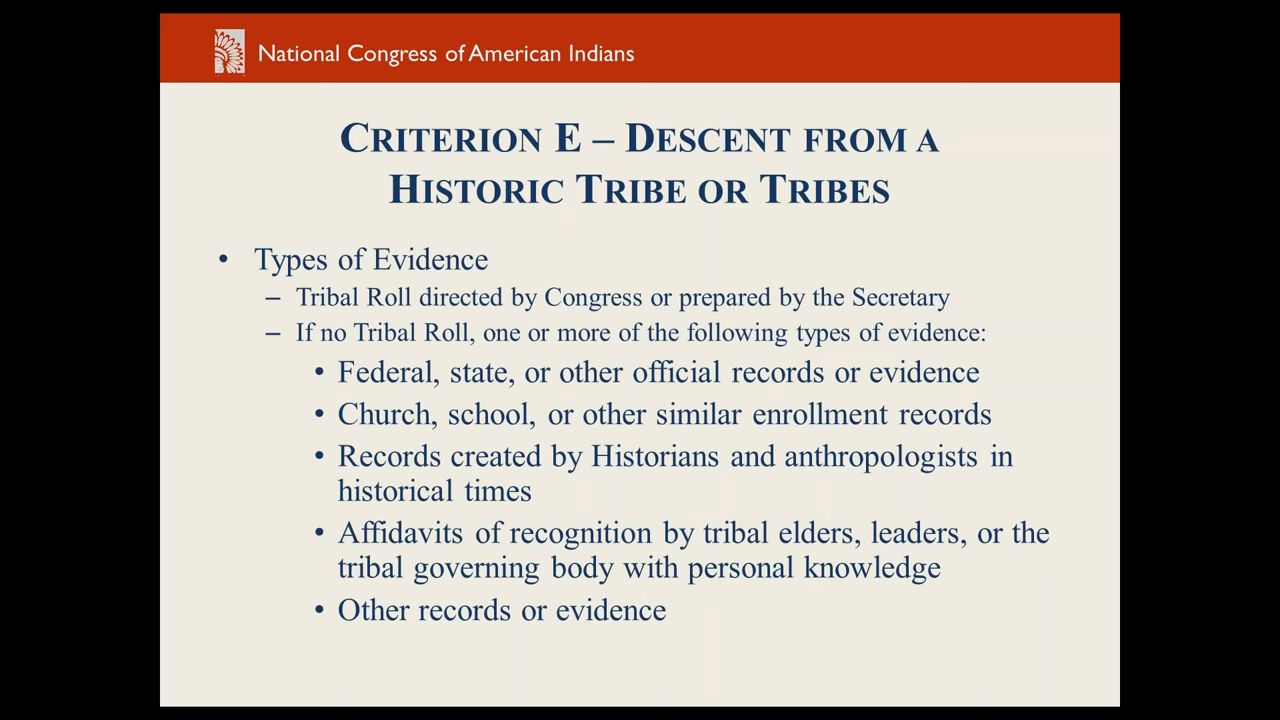 National Congress of American Indians
CRITERION E – DESCENT FROM A
HISTORIC TRIBE OR TRIBES
• Types of Evidence
– Tribal Roll directed by Congress or prepared by the Secretary
– If no Tribal Roll, one or more of the following types of evidence:
• Federal, state, or other official records or evidence
• Church, school, or other similar enrollment records
• Records created by Historians and anthropologists in
historical times
• Affidavits of recognition by tribal elders, leaders, or the
tribal governing body with personal knowledge
• Other records or evidence